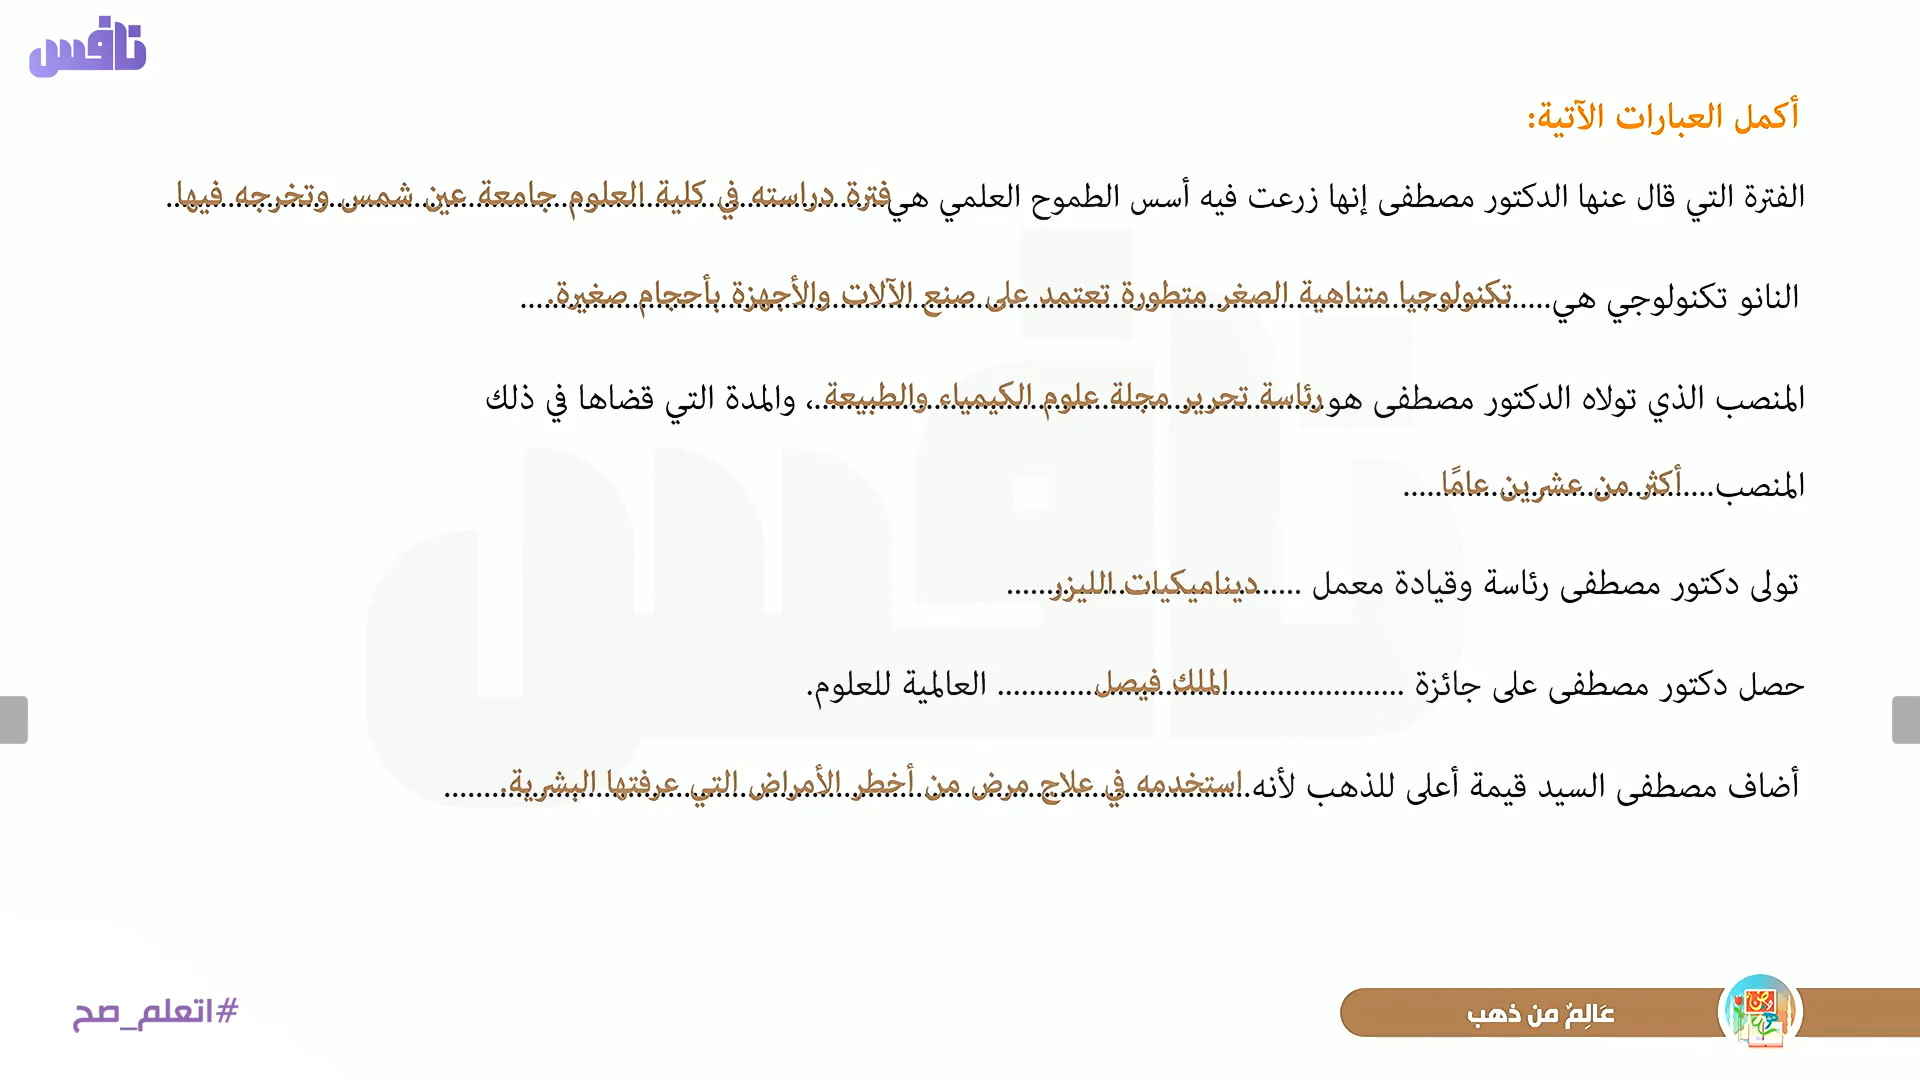 نافس
أكمل العبارات الآتية:
الفترة التي قال عنها الدكتور مصطفى إنها زرعت فيه أسس الطموح العلمي هي فترة دراسته في كلية العلوم جامعة عين شمس وتخرجه فيها.
النانو تكنولوجي هي.....تكنولوجيا متناهية الصغر متطورة تعتمد على صنع الآلات والأجهزة بأحجام صغيرة.....
المنصب الذي تولاه الدكتور مصطفى هو رئاسة تحرير مجلة علوم الكيمياء والطبيعة.، والمدة التي قضاها في ذلك
المنصب....أكثر من عشرين عامًا.....
تولى دكتور مصطفى رئاسة وقيادة معمل ......ديناميكيات الليزر......
حصل دكتور مصطفى على جائزة ......................الملك فيصل............ العالمية للعلوم.
أضاف مصطفى السيد قيمة أعلى للذهب لأنه.استخدمه في علاج مرض من أخطر الأمراض التي عرفتها البشرية........
#اتعلم_صح
عَالِمٌ من ذهب